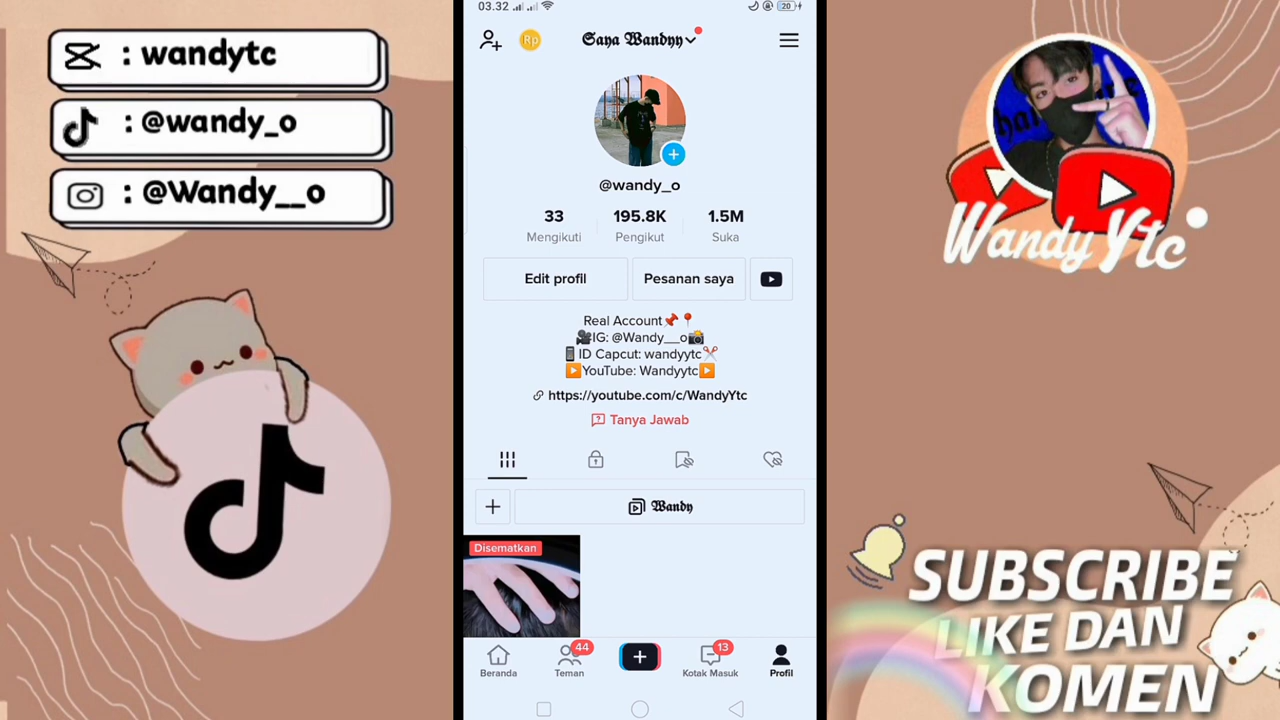 : wandytc
: @wandy_o
: @Wandy__o
03.32
20
Rp
Saya Wandyy
@wandy_o
33
195.8K
1.5M
Mengikuti
Pengikut
Suka
Edit profil
Pesanan saya
Real Account📌📍
🎥IG: @Wandy__o📸
📱ID Capcut: wandyytc✂️
▶️YouTube: Wandyytc▶️
https://youtube.com/c/WandyYtc
Tanya Jawab
Wandy
Disematkan
44
13
Beranda
Teman
Kotak Masuk
Profil
Wandy Ytc
SUBSCRIBE
LIKE DAN
KOMEN